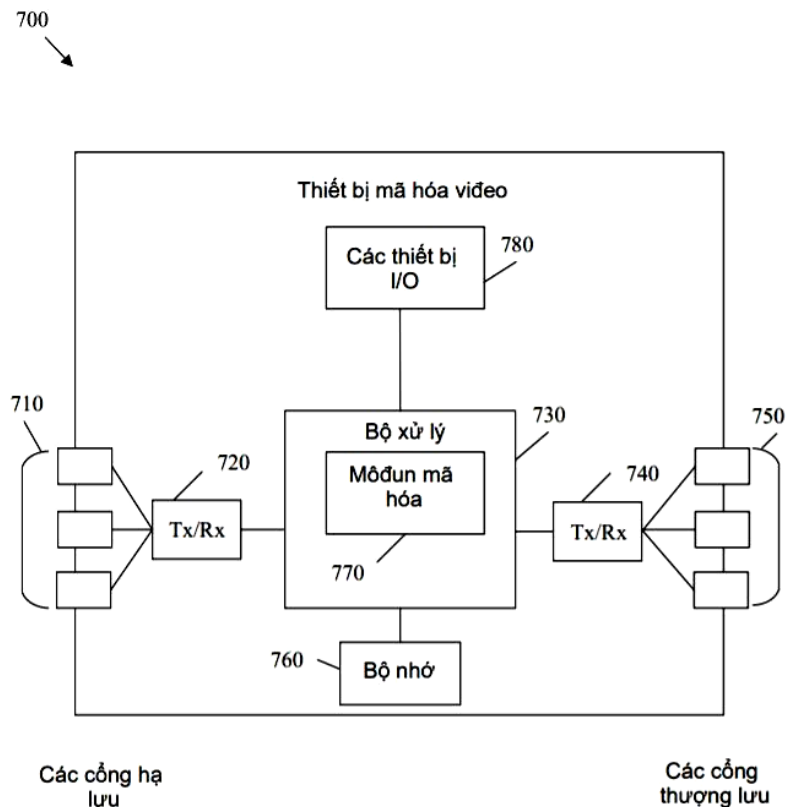 700
Thiết bị mã hóa viđeo
Các thiết bị
I/O
780
710
Bộ xử lý
730
750
720
Môđun mã
hóa
740
Tx/Rx
Tx/Rx
770
760
Bộ nhớ
Các cổng hạ
lưu
Các cổng
thượng lưu